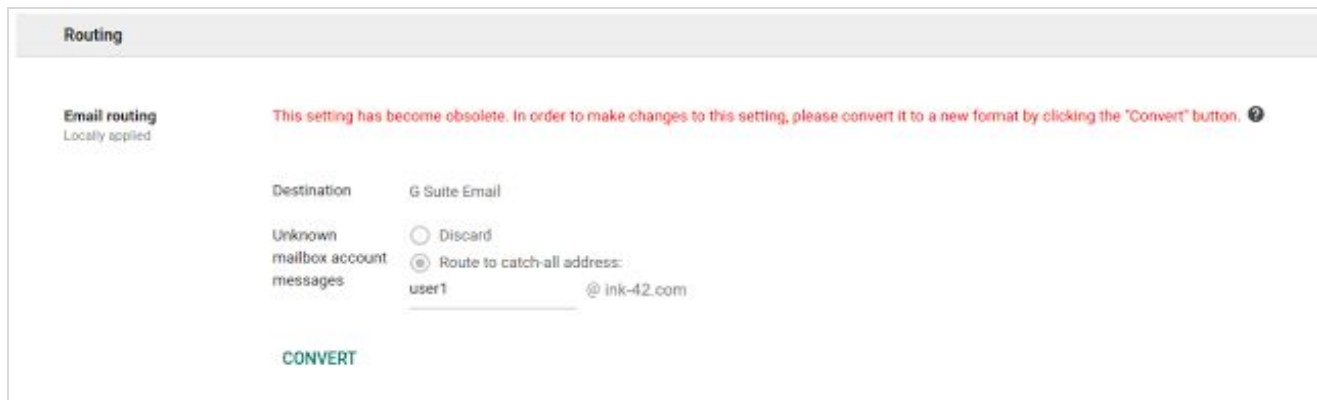 Routing
Email routing
Locally applied
This setting has become obsolete. In order to make changes to this setting, please convert it to a new format by clicking the "Convert" button. ?
Destination G Suite Email
Unknown
mailbox account
messages
Discard
Route to catch-all address:
user1 @ ink-42.com
CONVERT